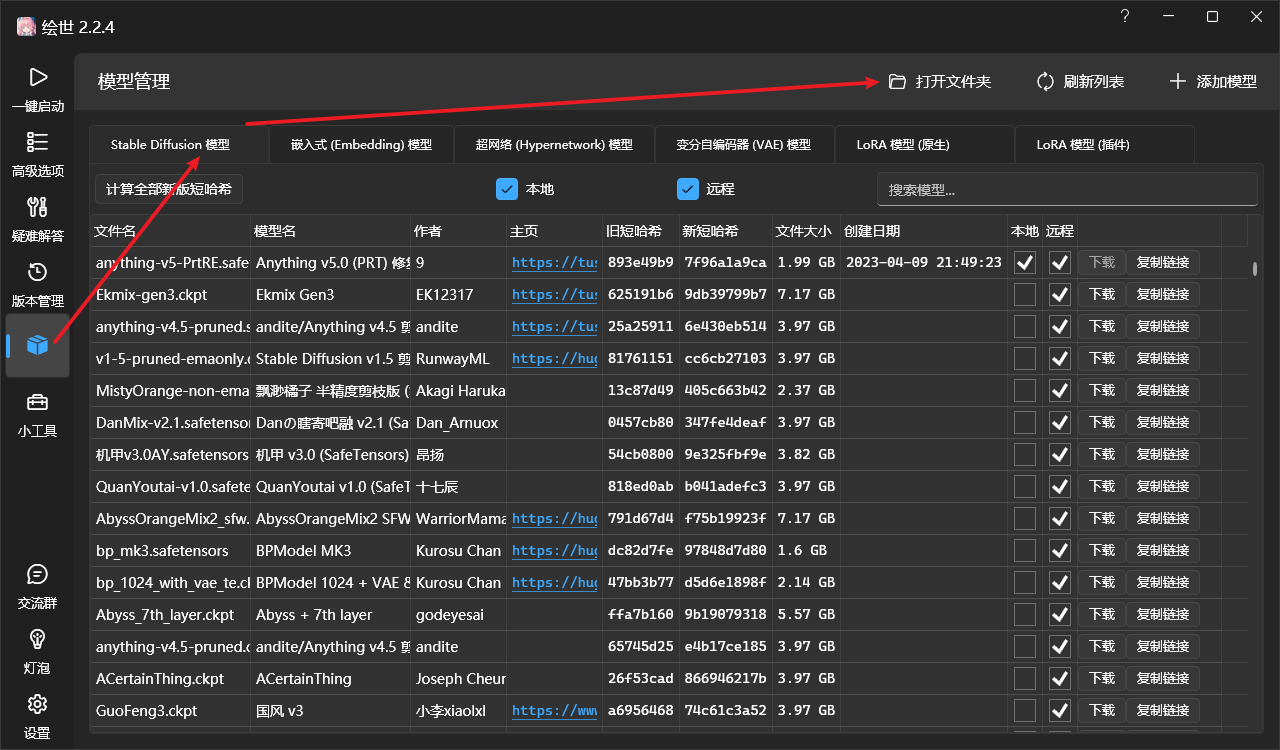 绘世 2.2.4
?
一键启动
高级选项
疑难解答
版本管理
小工具
交流群
灯泡
设置
模型管理
打开文件夹 刷新列表 添加模型
Stable Diffusion 模型 嵌入式 (Embedding) 模型 超网络 (Hypernetwork) 模型 变分自编码器 (VAE) 模型 LoRA 模型 (原生) LoRA 模型 (插件)
计算全部新版短哈希 本地 远程 搜索模型...
文件名 模型名 作者 主页 旧短哈希 新短哈希 文件大小 创建日期 本地 远程
anything-v5-PrtRE.safe Anything v5.0 (PRT) 修复 9 https://tus 893e49b9 7f96a1a9ca 1.99 GB 2023-04-09 21:49:23 下载 复制链接
Ekmix-gen3.ckpt Ekmix Gen3 EK12317 https://tus 625191b6 9db39799b7 7.17 GB 下载 复制链接
anything-v4.5-pruned.s andite/Anything v4.5 剪 andite https://tus 25a25911 6e430eb514 3.97 GB 下载 复制链接
v1-5-pruned-emaonly.c Stable Diffusion v1.5 剪 RunwayML https://hug 81761151 cc6cb27103 3.97 GB 下载 复制链接
MistyOrange-non-ema 飘渺橘子 半精度剪枝版 ( Akagi Haruka 13c87d49 405c663b42 2.37 GB 下载 复制链接
DanMix-v2.1.safetensor Danの瞎寄吧融 v2.1 (Sa Dan_Arnuox 0457cb80 347fe4deaf 3.97 GB 下载 复制链接
机甲v3.0AY.safetensors 机甲 v3.0 (SafeTensors) 昂扬 54cb0800 9e325fbf9e 3.82 GB 下载 复制链接
QuanYoutai-v1.0.safete QuanYoutai v1.0 (SafeT 十七辰 818ed0ab b041adefc3 3.97 GB 下载 复制链接
AbyssOrangeMix2_sfw. AbyssOrangeMix2 SFW WarriorMama https://hug 791d67d4 f75b19923f 7.17 GB 下载 复制链接
bp_mk3.safetensors BPModel MK3 Kurosu Chan https://hug dc82d7fe 97848d7d80 1.6 GB 下载 复制链接
bp_1024_with_vae_te.cl BPModel 1024 + VAE & Kurosu Chan https://hug 47bb3b77 d5d6e1898f 2.14 GB 下载 复制链接
Abyss_7th_layer.ckpt Abyss + 7th layer godeyesai ffa7b160 9b19079318 5.57 GB 下载 复制链接
anything-v4.5-pruned.c andite/Anything v4.5 剪 andite 65745d25 e4b17ce185 3.97 GB 下载 复制链接
ACertainThing.ckpt ACertainThing Joseph Cheur 26f53cad 866946217b 3.97 GB 下载 复制链接
GuoFeng3.ckpt 国风 v3 小李xiaolxl https://www a6956468 74c61c3a52 3.97 GB 下载 复制链接